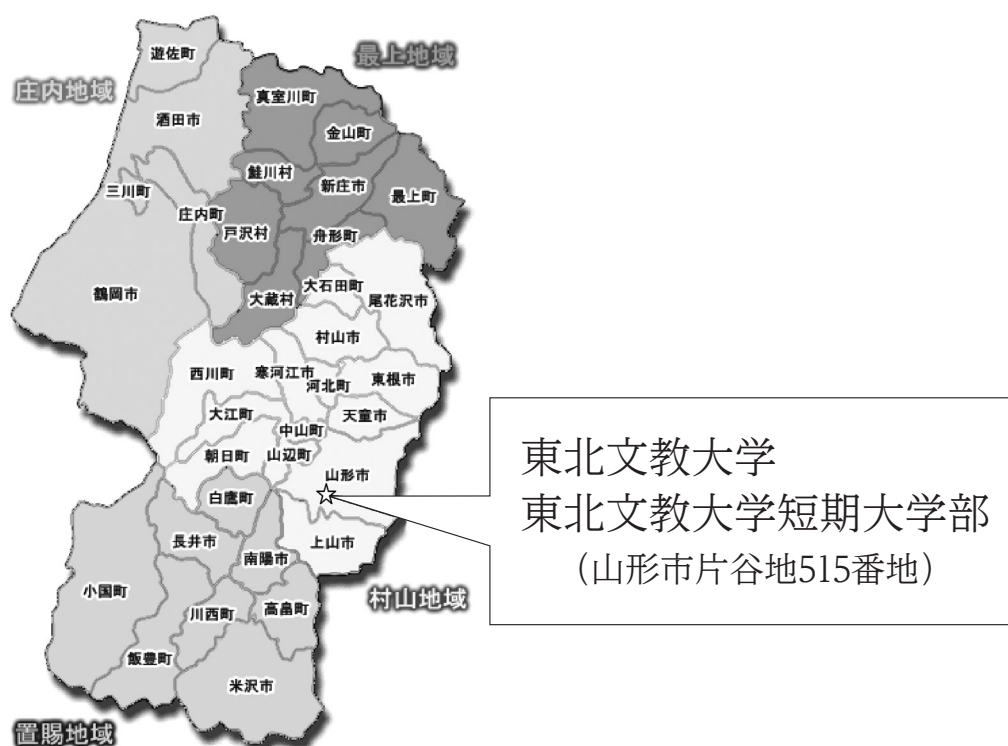 遊佐町
最上地域
庄内地域
真室川町
酒田市
金山町
鮭川村
新庄市
三川町
最上町
庄内町
戸沢村
舟形町
大石田町
鶴岡市
大蔵村
尾花沢市
村山市
西川町
寒河江市
河北町
東根市
大江町
天童市
中山町
朝日町
山辺町
山形市
白鷹町
長井市
上山市
南陽市
小国町
村山地域
川西町
高畠町
飯豊町
米沢市
置賜地域
東北文教大学
東北文教大学短期大学部
（山形市片谷地515番地）